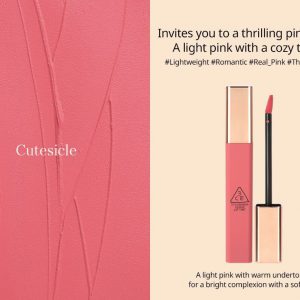 Invites you to a thrilling pin
A light pink with a cozy t
#Lightweight #Romantic #Real_Pink #Th
Cutesicle
3CE
A light pink with warm underto
for a bright complexion with a sof